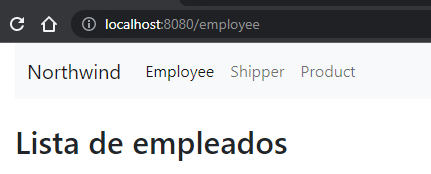 localhost:8080/employee
Northwind Employee Shipper Product
Lista de empleados